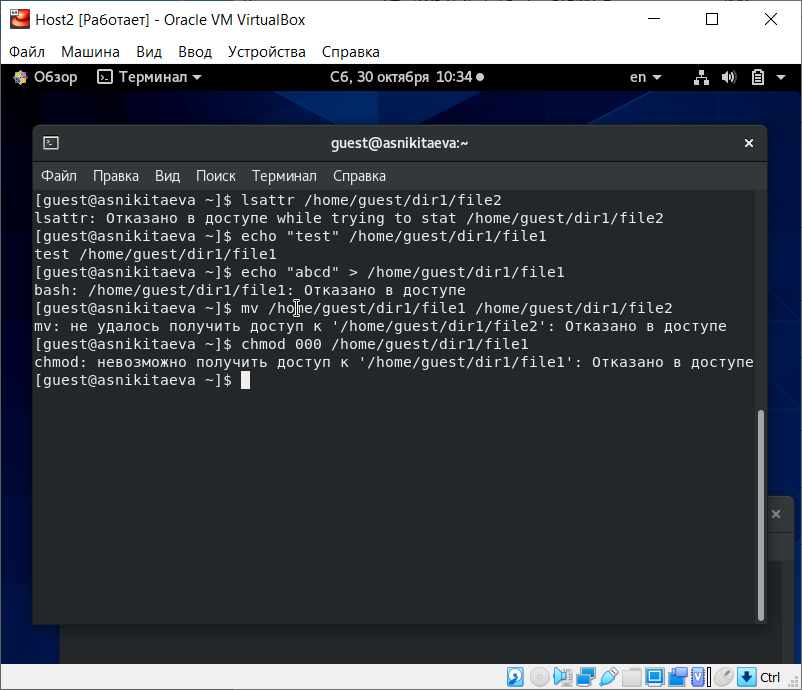 Host2 [Работает] - Oracle VM VirtualBox
Файл Машина Вид Ввод Устройства Справка
Обзор Терминал Сб, 30 октября 10:34 en
guest@asnikitaeva:~
Файл Правка Вид Поиск Терминал Справка
[guest@asnikitaeva ~]$ lsattr /home/guest/dir1/file2
lsattr: Отказано в доступе while trying to stat /home/guest/dir1/file2
[guest@asnikitaeva ~]$ echo "test" /home/guest/dir1/file1
test /home/guest/dir1/file1
[guest@asnikitaeva ~]$ echo "abcd" > /home/guest/dir1/file1
bash: /home/guest/dir1/file1: Отказано в доступе
[guest@asnikitaeva ~]$ mv /home/guest/dir1/file1 /home/guest/dir1/file2
mv: не удалось получить доступ к '/home/guest/dir1/file2': Отказано в доступе
[guest@asnikitaeva ~]$ chmod 000 /home/guest/dir1/file1
chmod: невозможно получить доступ к '/home/guest/dir1/file1': Отказано в доступе
[guest@asnikitaeva ~]$
Ctrl